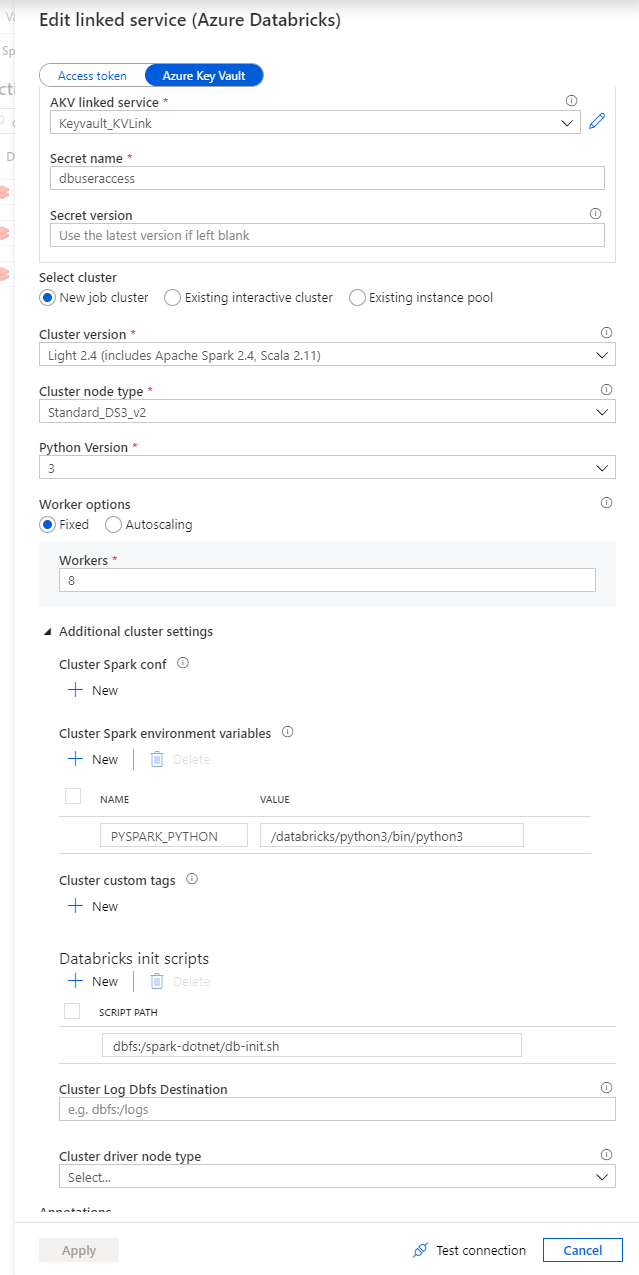 Edit linked service (Azure Databricks)
Access token
Azure Key Vault
AKV linked service *
Keyvault_KVLink
Secret name *
dbuseraccess
Secret version
Use the latest version if left blank
Select cluster
New job cluster
Existing interactive cluster
Existing instance pool
Cluster version *
Light 2.4 (includes Apache Spark 2.4, Scala 2.11)
Cluster node type *
Standard_DS3_v2
Python Version *
3
Worker options
Fixed
Autoscaling
Workers *
8
Additional cluster settings
Cluster Spark conf
New
Cluster Spark environment variables
New
Delete
NAME
VALUE
PYSPARK_PYTHON
/databricks/python3/bin/python3
Cluster custom tags
New
Databricks init scripts
New
Delete
SCRIPT PATH
dbfs:/spark-dotnet/db-init.sh
Cluster Log Dbfs Destination
e.g. dbfs:/logs
Cluster driver node type
Select...
Annotations
Apply
Test connection
Cancel